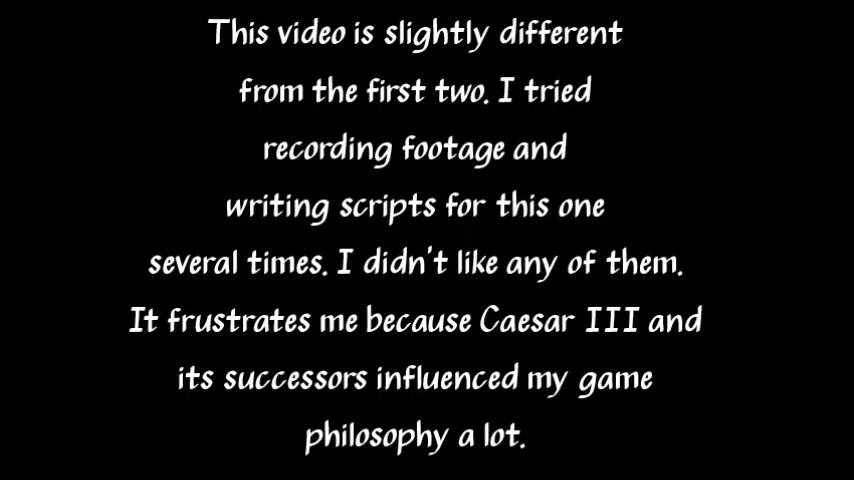 This video is slightly different
from the first two. I tried
recording footage and
writing scripts for this one
several times. I didn't like any of them.
It frustrates me because Caesar III and
its successors influenced my game
philosophy a lot.